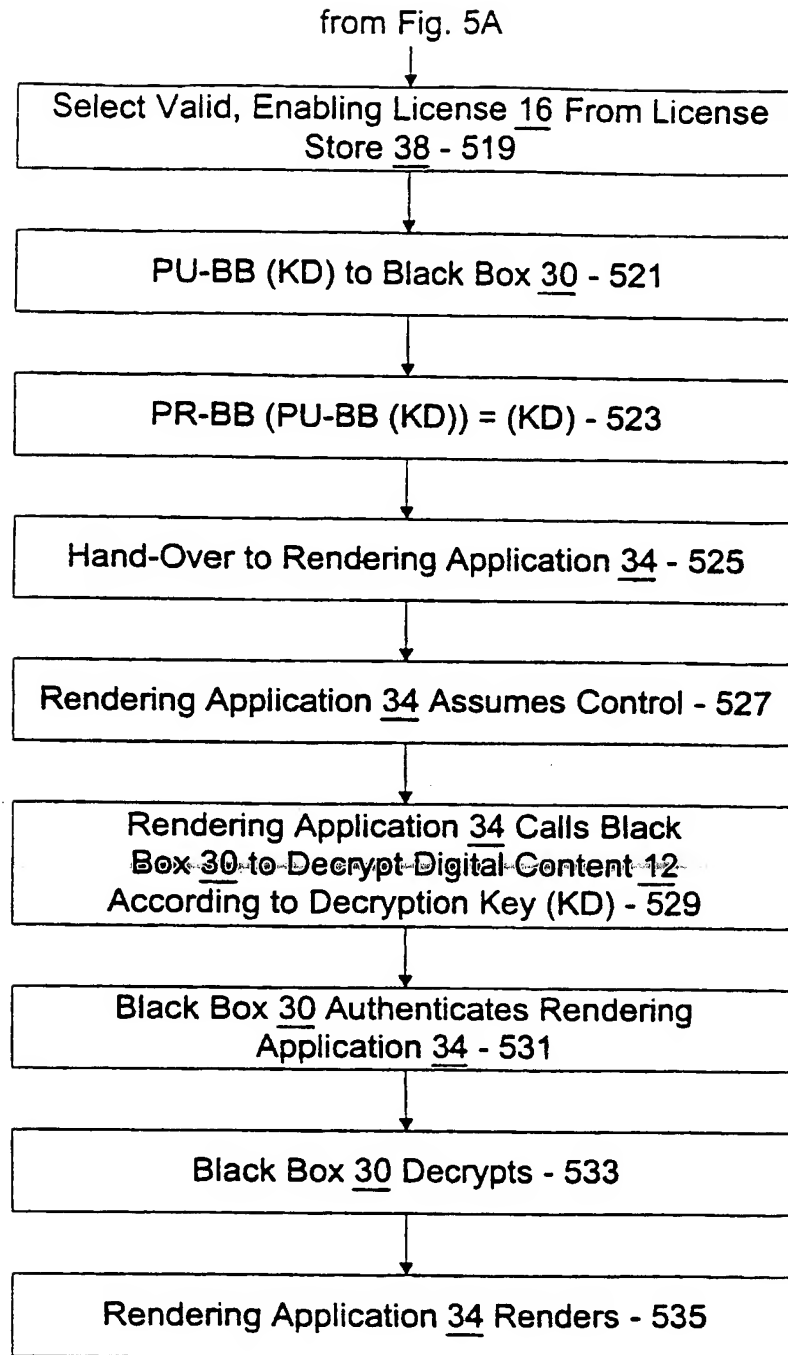 from Fig. 5A
Select Valid, Enabling License 16 From License
Store 38 - 519
PU-BB (KD) to Black Box 30 - 521
PR-BB (PU-BB (KD)) = (KD) - 523
Hand-Over to Rendering Application 34 - 525
Rendering Application 34 Assumes Control - 527
Rendering Application 34 Calls Black
Box 30 to Decrypt Digital Content 12
According to Decryption Key (KD) - 529
Black Box 30 Authenticates Rendering
Application 34 - 531
Black Box 30 Decrypts - 533
Rendering Application 34 Renders - 535